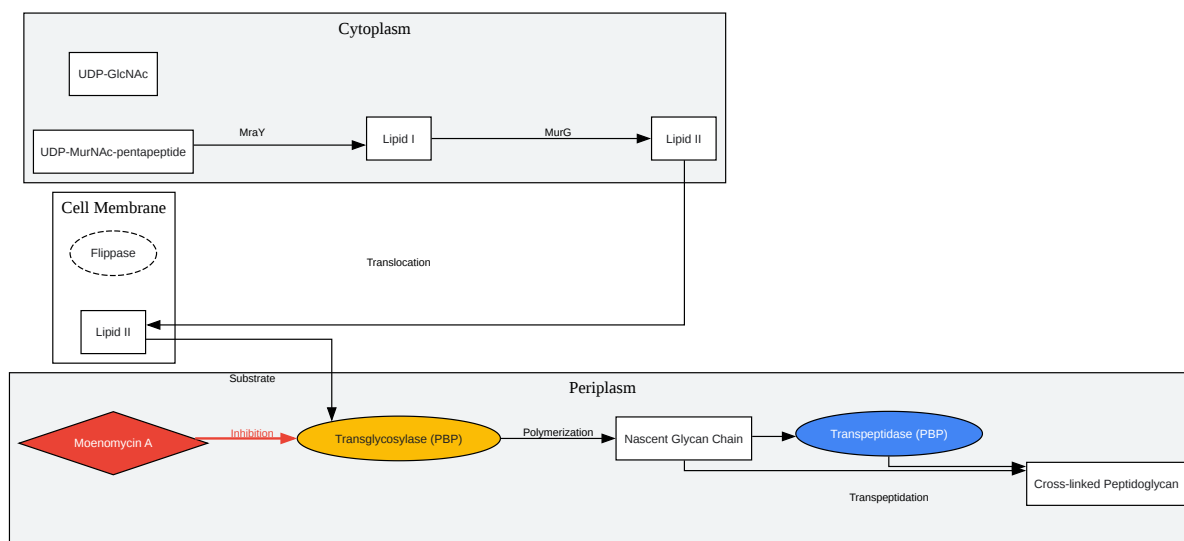 Cytoplasm
UDP-GlcNAc
UDP-MurNAc-pentapeptide
MraY
Lipid I
MurG
Lipid II
Cell Membrane
Flippase
Translocation
Lipid II
Substrate
Periplasm
Moenomycin A
Inhibition
Transglycosylase (PBP)
Polymerization
Nascent Glycan Chain
Transpeptidase (PBP)
Transpeptidation
Cross-linked Peptidoglycan